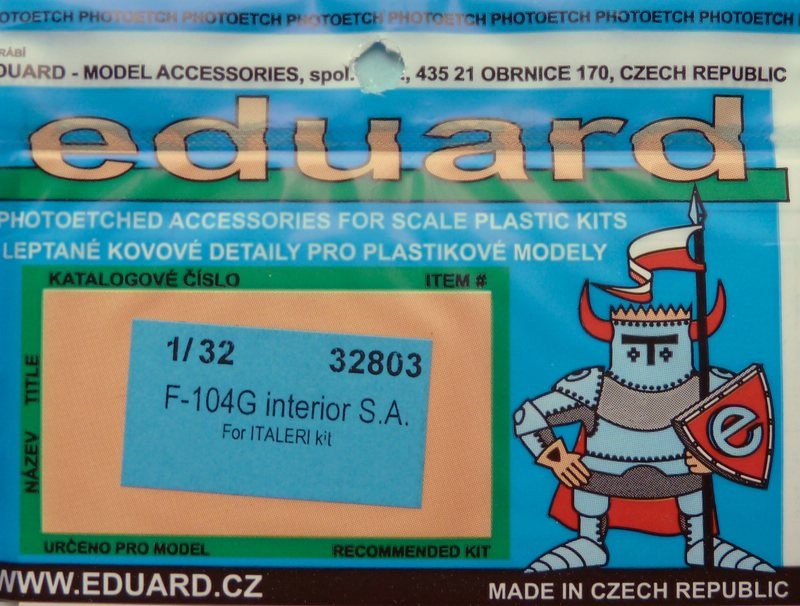 PHOTOETCH PHOTOETCH PHOTOETCH PHOTOETCH PHOTOETCH PHOTOETCH PHOTOETCH
- MODEL ACCESSORIES, spol. 435 21 OBRNICE 170, CZECH REPUBLIC
eduard
PHOTOETCHED ACCESSORIES FOR SCALE PLASTIC KITS
LEPTANÉ KOVOVÉ DETAILY PRO PLASTIKOVÉ MODELY
KATALOGOVÉ ČÍSLO ITEM #
NÁZEV TITLE
1/32 32803
F-104G interior S.A.
For ITALERI kit
e
URČENO PRO MODEL RECOMMENDED KIT
WWW.EDUARD.CZ MADE IN CZECH REPUBLIC